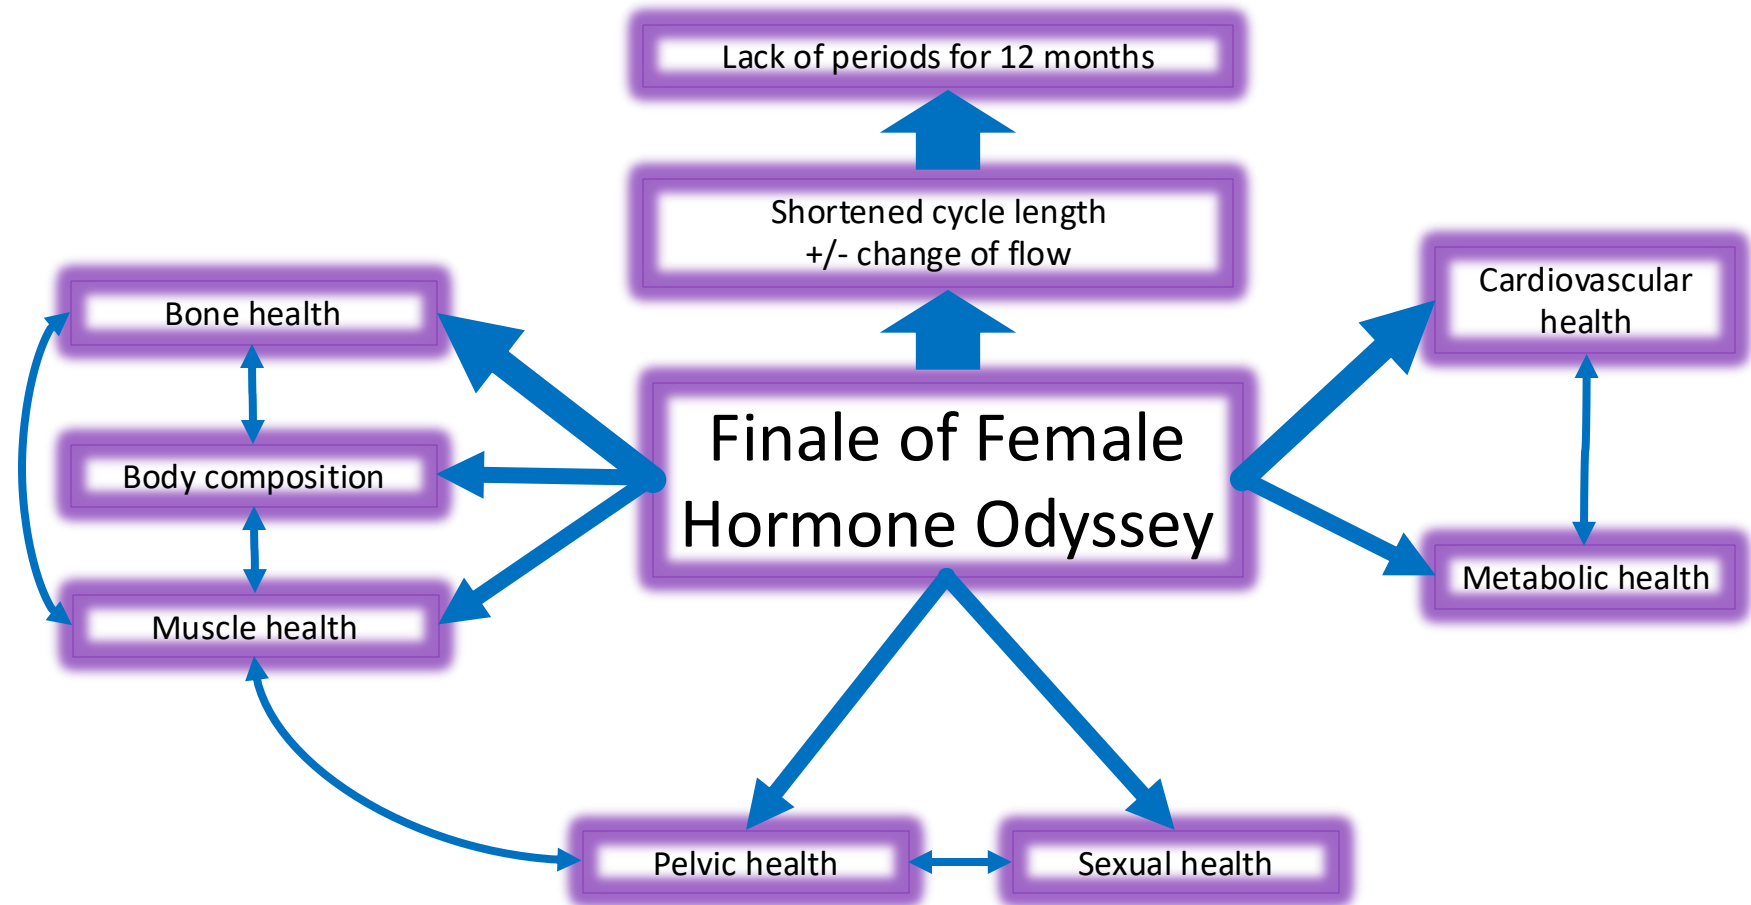 Lack of periods for 12 months
Shortened cycle length
+/- change of flow
Bone health
Cardiovascular
health
Finale of Female
Hormone Odyssey
Body composition
Metabolic health
Muscle health
Pelvic health
Sexual health